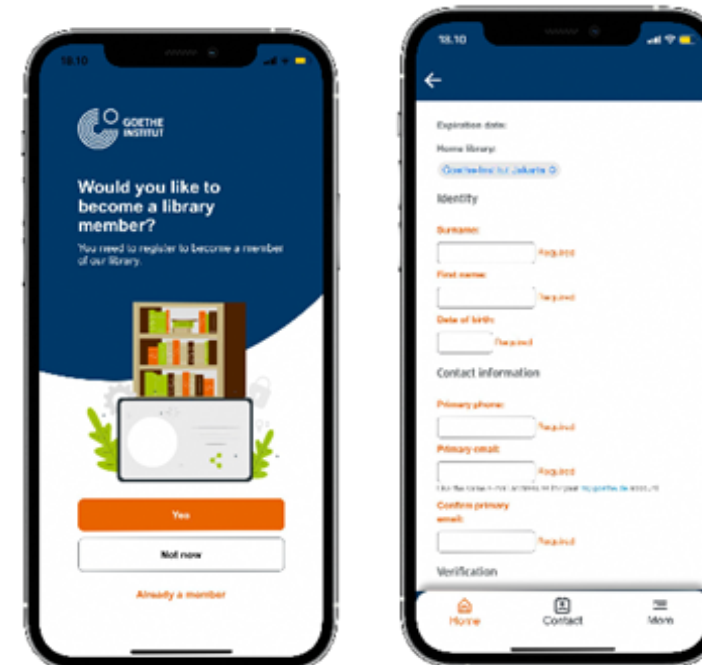 18.10
GOETHE
INSTITUT
Would you like to
become a library
member?
You need to register to become a member
of our library.
Yes
Not now
Already a member
18.10
Expiration date:
Home library:
Goethe-Institut Jakarta
Identity
Surname:
Required
First name:
Required
Date of birth:
Required
Contact information
Primary phone:
Required
Primary email:
Required
Confirm primary
email:
Required
Verification
Home
Contact
More